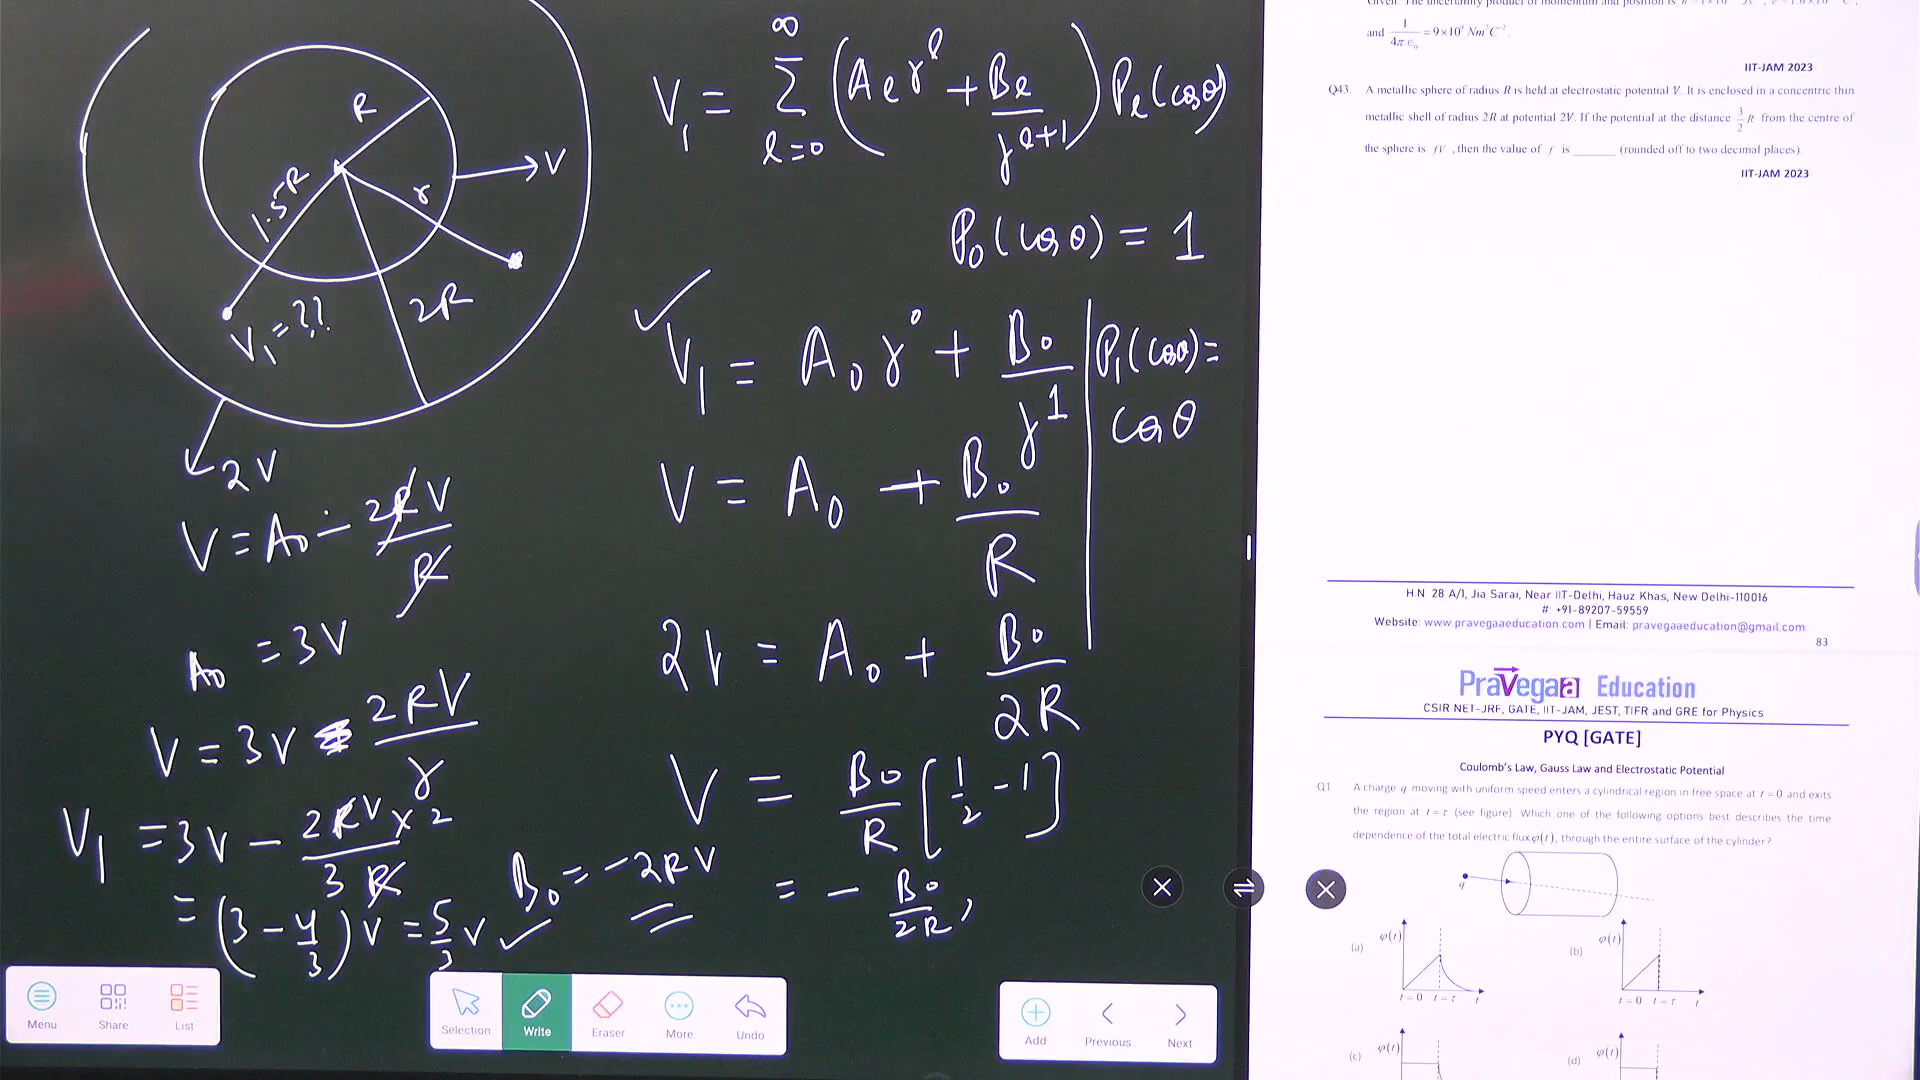 R
1.5R
r
V
V₁ = ??
2R
2V
V = A₀ - 2RV/R
A₀ = 3V
V = 3V - 2RV/r
V₁ = 3V - 2RV×2/3R
= (3 - 4/3)V = 5/3 V
V₁ = ∑_{l=0}^{∞} (A_l r^l + B_l/r^{l+1}) P_l(cosθ)
P₀(cosθ) = 1
V₁ = A₀ r⁰ + B₀/r¹
P₁(cosθ) =
cosθ
V = A₀ + B₀/R
2V = A₀ + B₀/2R
V = B₀/R [1/2 - 1]
= - B₀/2R,
B₀ = -2RV
Menu
Share
List
Selection
Write
Eraser
More
Undo
Add
Previous
Next
and 1/4πϵ₀ = 9×10⁹ Nm²C⁻².
IIT-JAM 2023
Q43. A metallic sphere of radius R is held at electrostatic potential V. It is enclosed in a concentric thin
metallic shell of radius 2R at potential 2V. If the potential at the distance 3/2 R from the centre of
the sphere is fV, then the value of f is ______ (rounded off to two decimal places).
IIT-JAM 2023
H.N. 28 A/1, Jia Sarai, Near IIT-Delhi, Hauz Khas, New Delhi-110016
#: +91-89207-59559
Website: www.pravegaaeducation.com | Email: pravegaaeducation@gmail.com
83
Pravegaa Education
CSIR NET-JRF, GATE, IIT-JAM, JEST, TIFR and GRE for Physics
PYQ [GATE]
Coulomb's Law, Gauss Law and Electrostatic Potential
Q1 A charge q moving with uniform speed enters a cylindrical region in free space at t = 0 and exits
the region at t = τ (see figure). Which one of the following options best describes the time
dependence of the total electric flux φ(t), through the entire surface of the cylinder?
q
(a) φ(t)
t = 0 t = τ t
(b) φ(t)
t = 0 t = τ t
(c) φ(t)
(d) φ(t)